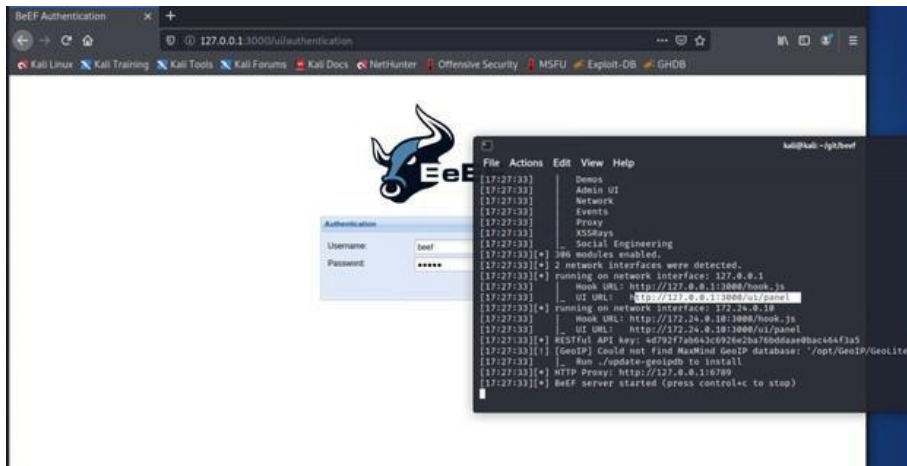 BeEF Authentication
127.0.0.1:3000/ui/authentication
Kali Linux Kali Training Kali Tools Kali Forums Kali Docs NetHunter Offensive Security MSFU Exploit-DB GHDB
BeE
Authentication
Username: beef
Password: •••••
kali@kali: ~/git/beef
File Actions Edit View Help
[17:27:33] | Demos
[17:27:33] | Admin UI
[17:27:33] | Network
[17:27:33] | Events
[17:27:33] | Proxy
[17:27:33] | XSSRays
[17:27:33] |_ Social Engineering
[17:27:33][*] 306 modules enabled.
[17:27:33][*] 2 network interfaces were detected.
[17:27:33][*] running on network interface: 127.0.0.1
[17:27:33] | Hook URL: http://127.0.0.1:3000/hook.js
[17:27:33] |_ UI URL: http://127.0.0.1:3000/ui/panel
[17:27:33][*] running on network interface: 172.24.0.10
[17:27:33] | Hook URL: http://172.24.0.10:3000/hook.js
[17:27:33] |_ UI URL: http://172.24.0.10:3000/ui/panel
[17:27:33][*] RESTful API key: 4d792f7ab643c6926e2ba76bddaae0bac464f3a5
[17:27:33][!] [GeoIP] Could not find MaxMind GeoIP database: '/opt/GeoIP/GeoLite
[17:27:33] |_ Run ./update-geoipdb to install
[17:27:33][*] HTTP Proxy: http://127.0.0.1:6789
[17:27:33][*] BeEF server started (press control+c to stop)